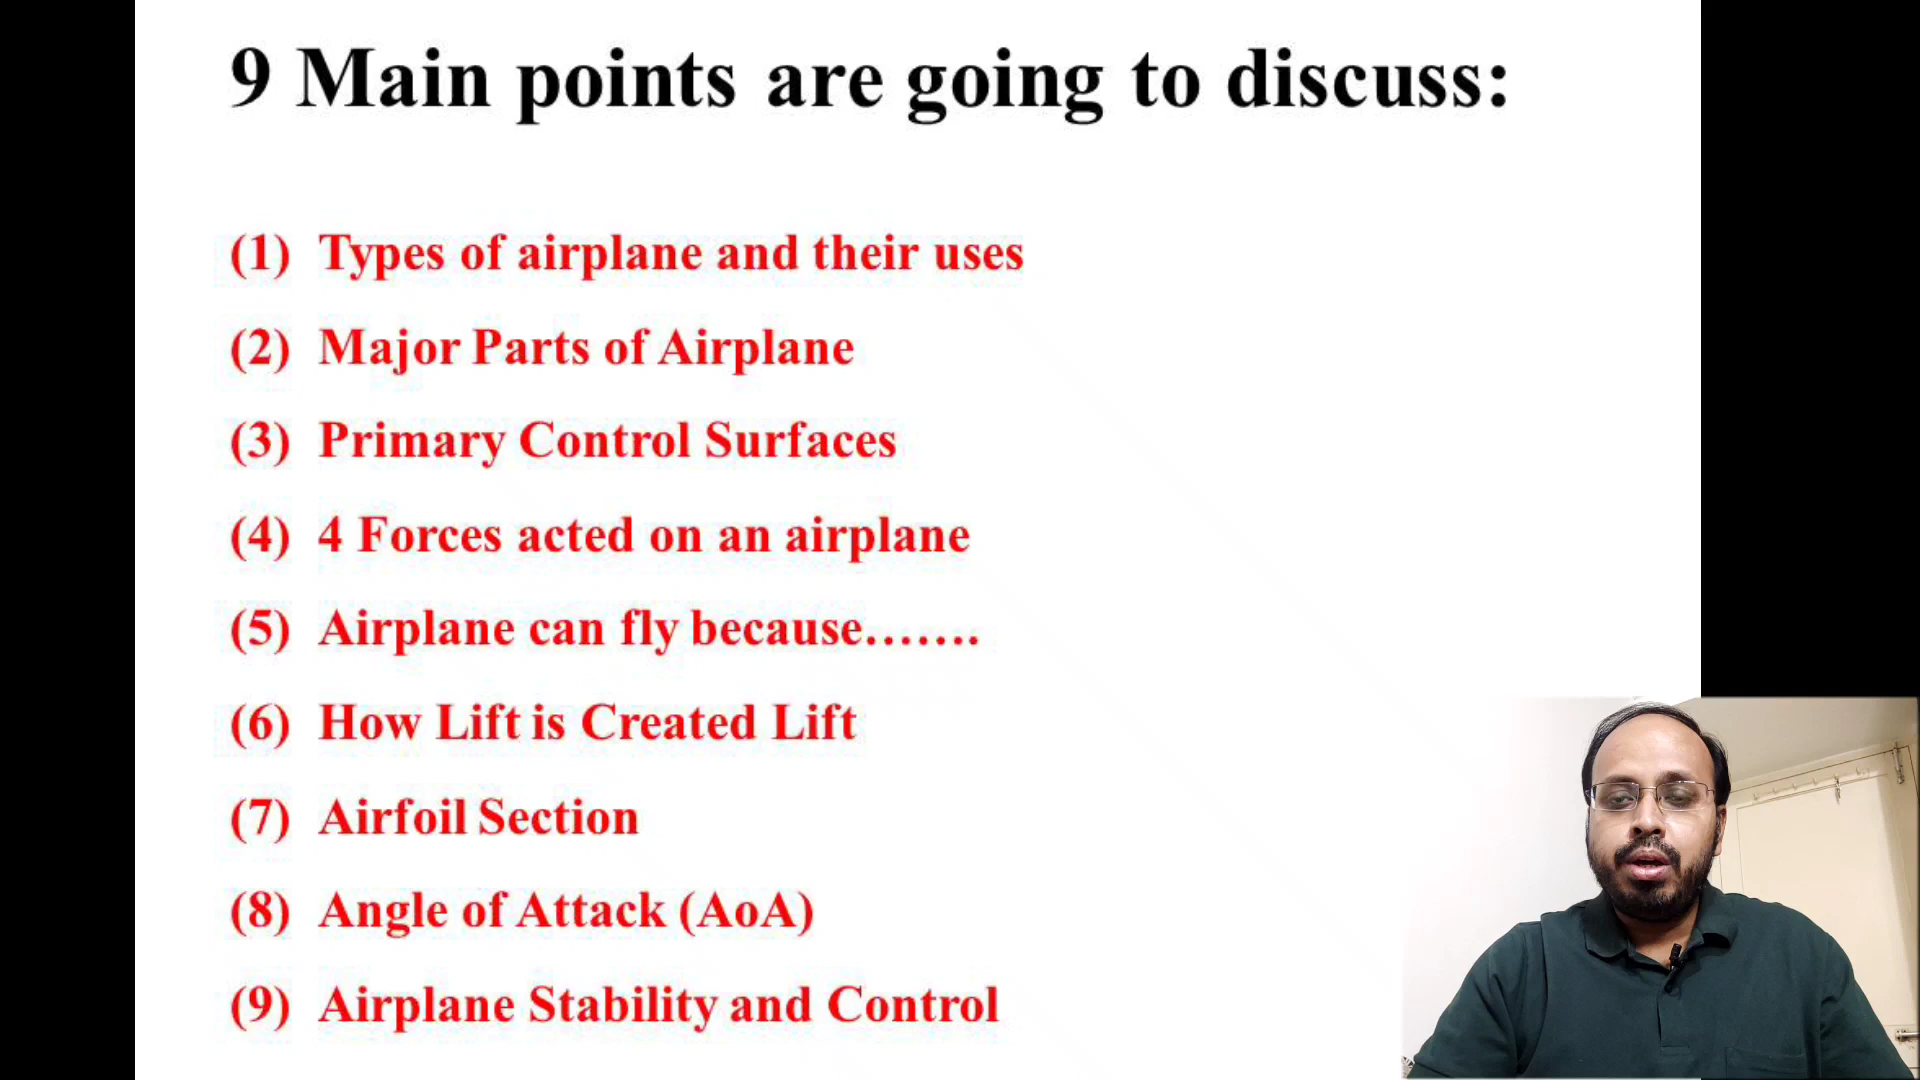 9 Main points are going to discuss:
(1) Types of airplane and their uses
(2) Major Parts of Airplane
(3) Primary Control Surfaces
(4) 4 Forces acted on an airplane
(5) Airplane can fly because.......
(6) How Lift is Created Lift
(7) Airfoil Section
(8) Angle of Attack (AoA)
(9) Airplane Stability and Control